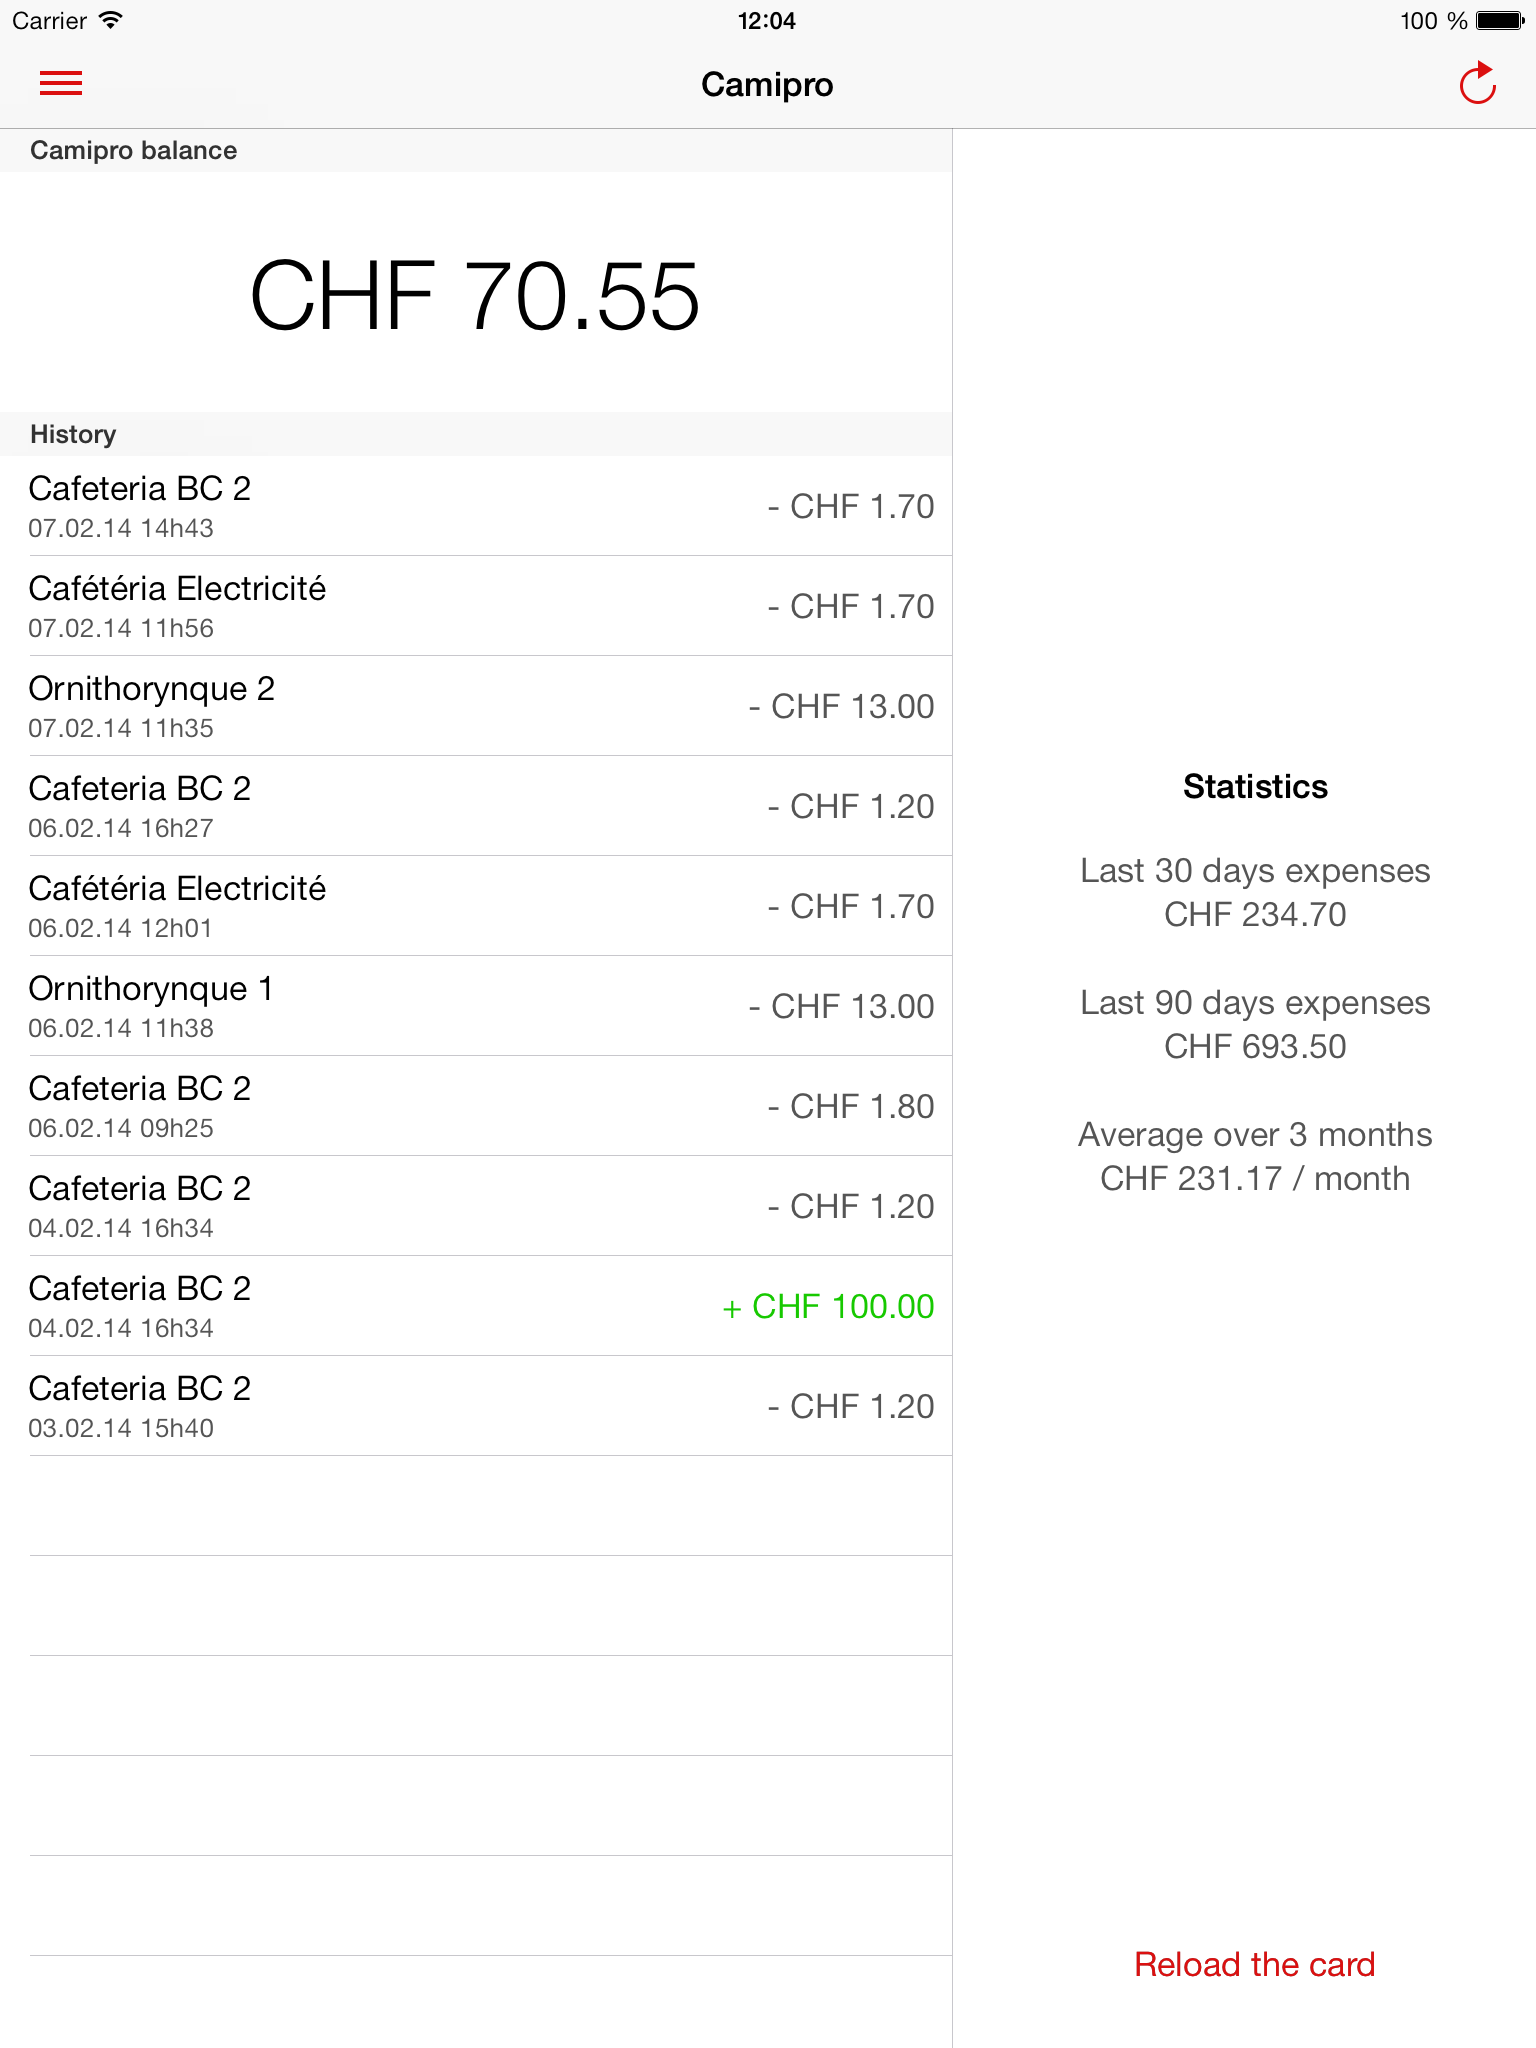 Carrier
12:04
100 %
Camipro
Camipro balance
CHF 70.55
History
Cafeteria BC 2
07.02.14 14h43
- CHF 1.70
Cafétéria Electricité
07.02.14 11h56
- CHF 1.70
Ornithorynque 2
07.02.14 11h35
- CHF 13.00
Cafeteria BC 2
06.02.14 16h27
- CHF 1.20
Cafétéria Electricité
06.02.14 12h01
- CHF 1.70
Ornithorynque 1
06.02.14 11h38
- CHF 13.00
Cafeteria BC 2
06.02.14 09h25
- CHF 1.80
Cafeteria BC 2
04.02.14 16h34
- CHF 1.20
Cafeteria BC 2
04.02.14 16h34
+ CHF 100.00
Cafeteria BC 2
03.02.14 15h40
- CHF 1.20
Statistics
Last 30 days expenses
CHF 234.70
Last 90 days expenses
CHF 693.50
Average over 3 months
CHF 231.17 / month
Reload the card